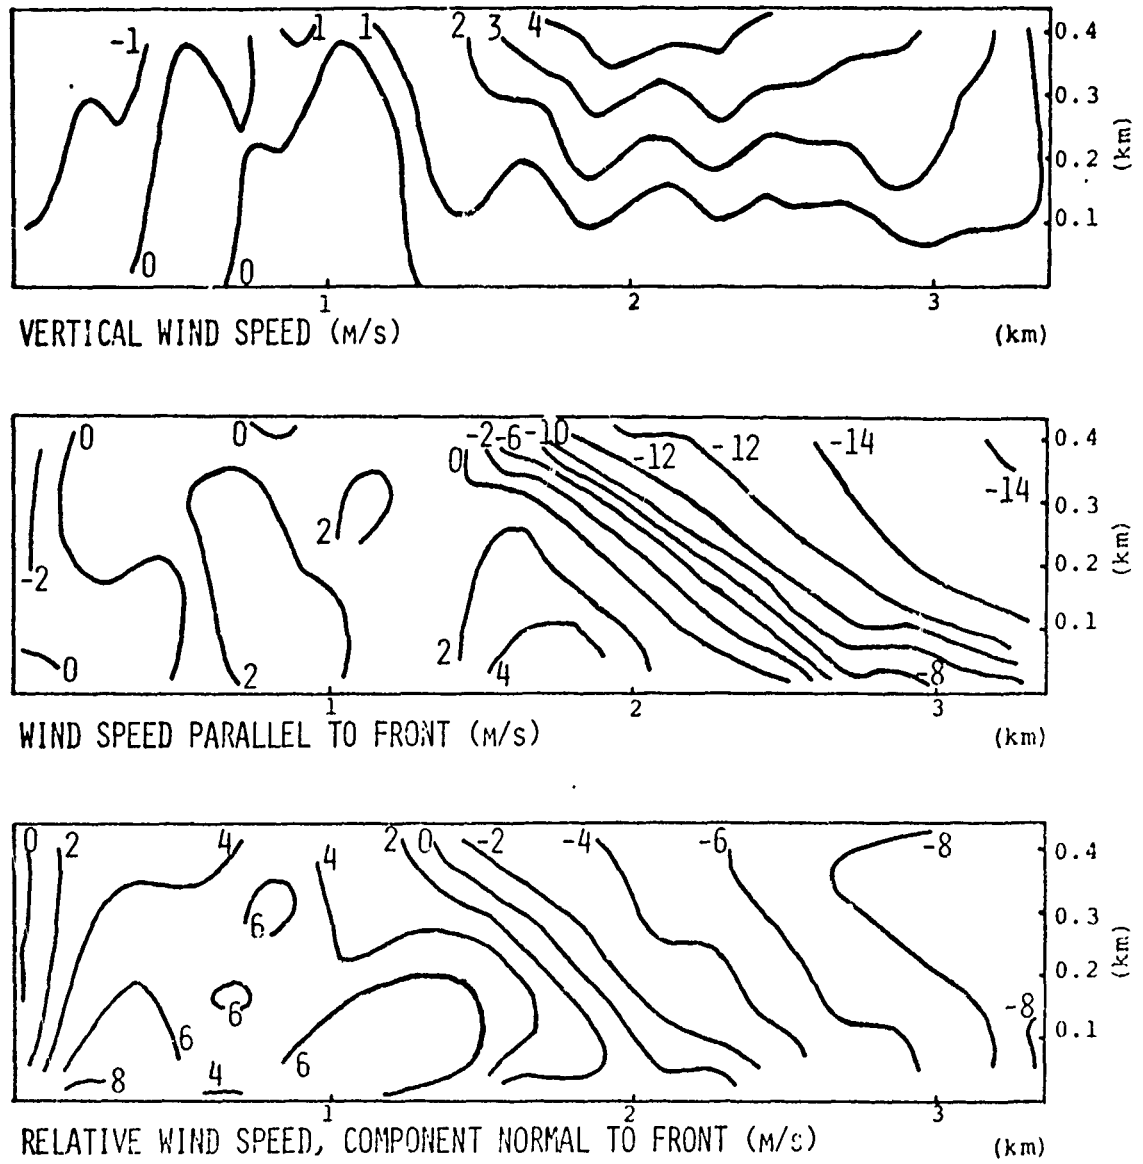 -1 1 1 2 3 4 0.4
0.3
(km)
0.2
0.1
0 0
1 2 3
VERTICAL WIND SPEED (M/S) (km)
0 0 0 -2 -6 -10 -12 -12 -14 0.4
-14
2 0.3
(km)
-2 0.2
0.1
0 2 2 4 -8
1 2 3
WIND SPEED PARALLEL TO FRONT (M/S) (km)
0 2 4 4 2 0 -2 -4 -6 -8 0.4
6 0.3
(km)
0.2
6 -8
6 6 0.1
8 4
1 2 3
RELATIVE WIND SPEED, COMPONENT NORMAL TO FRONT (M/S) (km)